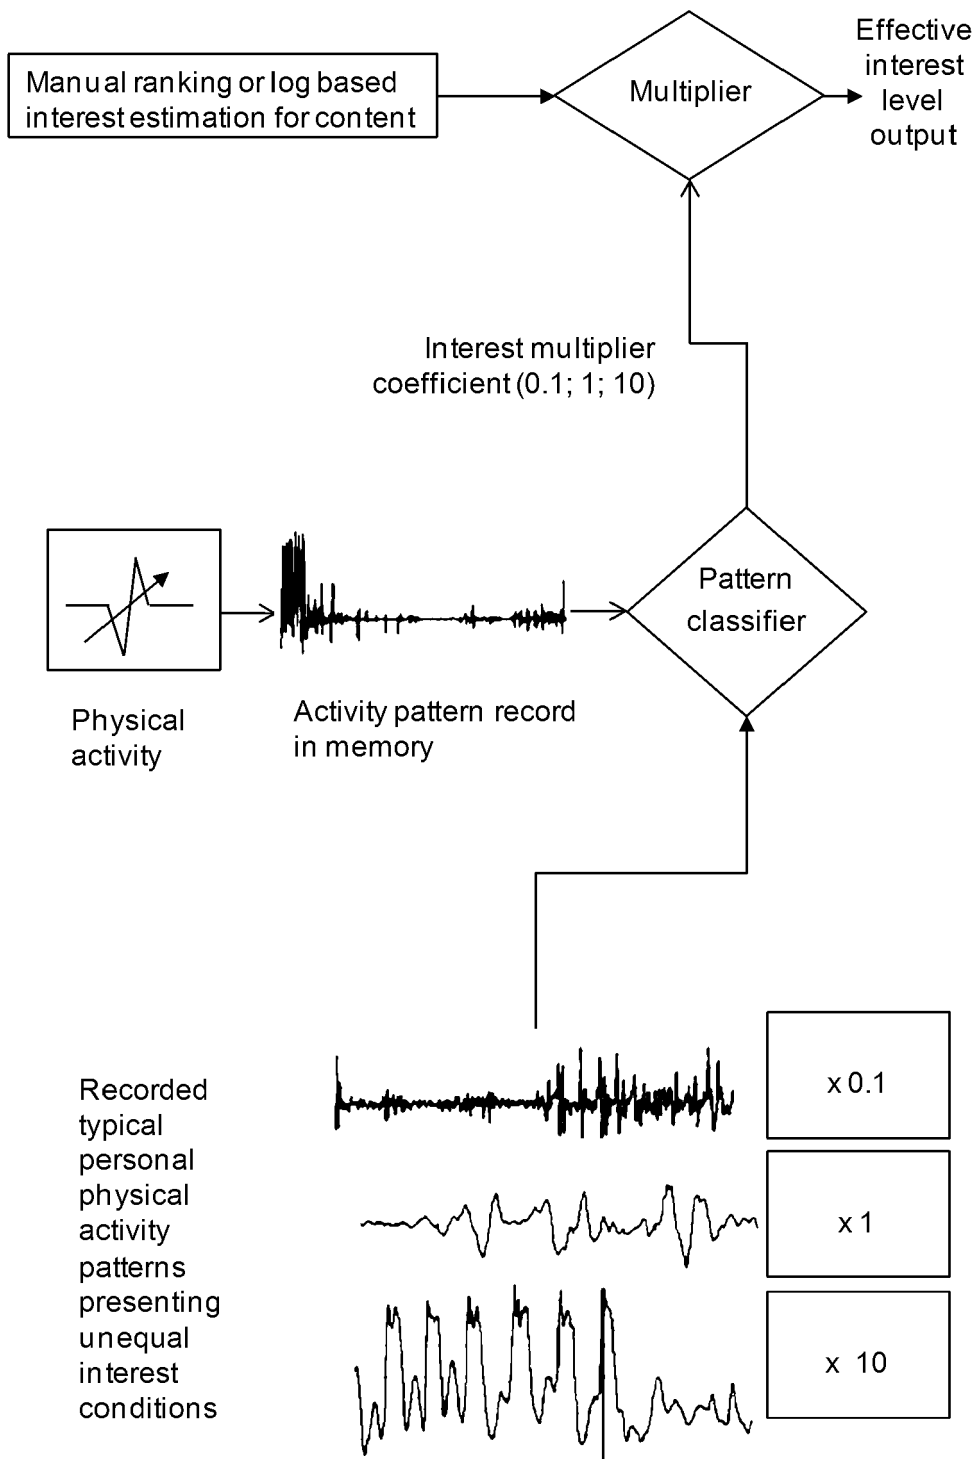 Manual ranking or log based
interest estimation for content
Multiplier
Effective
interest
level
output
Interest multiplier
coefficient (0.1; 1; 10)
Pattern
classifier
Physical
activity
Activity pattern record
in memory
Recorded
typical
personal
physical
activity
patterns
presenting
unequal
interest
conditions
x 0.1
x 1
x 10